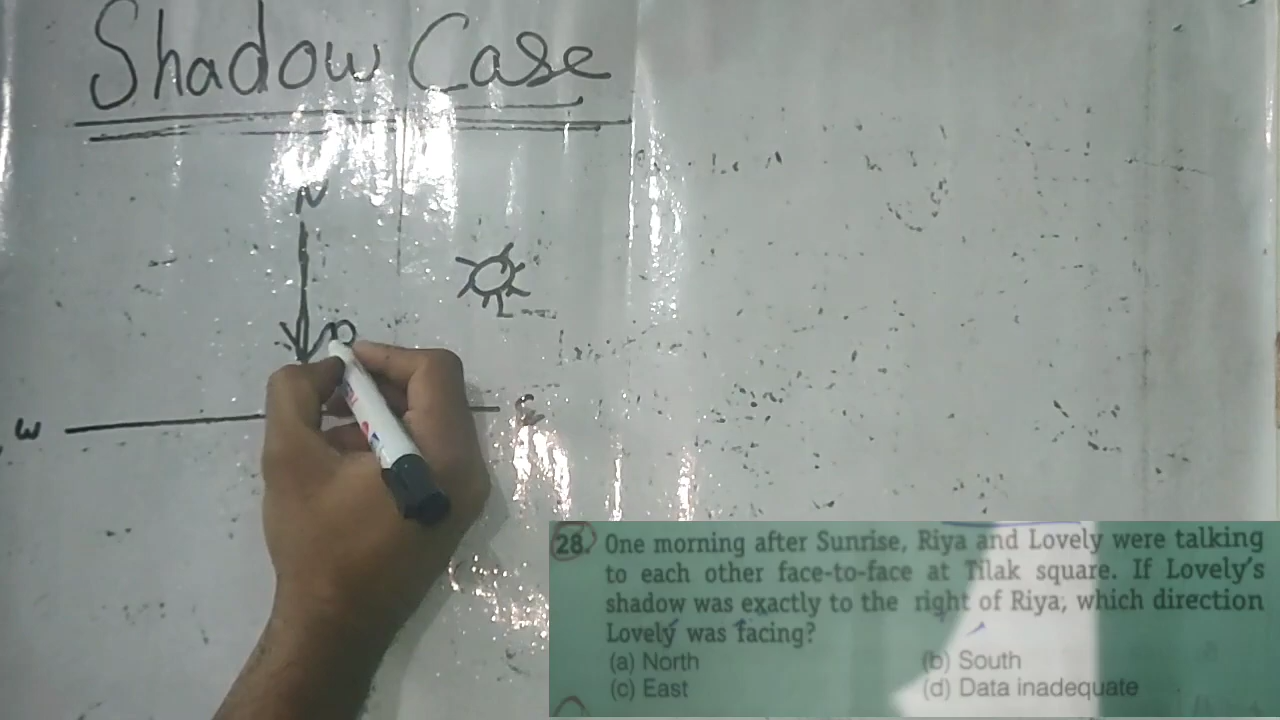 Shadow Case
N
W
E
28. One morning after Sunrise, Riya and Lovely were talking
to each other face-to-face at Tilak square. If Lovely's
shadow was exactly to the right of Riya, which direction
Lovely was facing?
(a) North (b) South
(c) East (d) Data inadequate